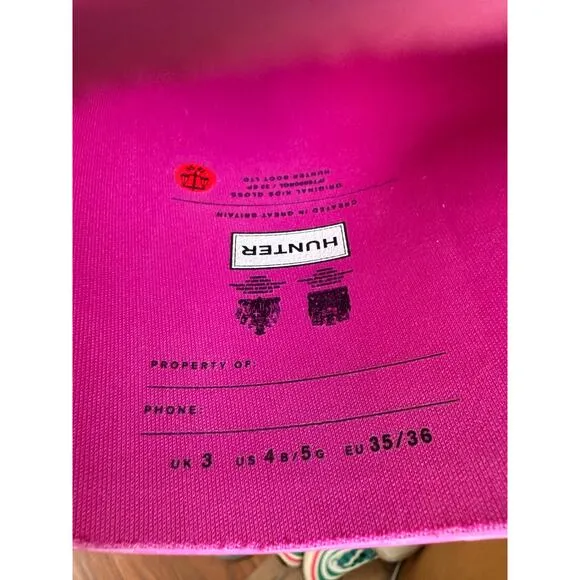 HUNTER BOOT LTD
ORIGINAL KIDS GLOSS
CREATED IN GREAT BRITAIN
HUNTER
PROPERTY OF:
PHONE:
UK 3 US 4B/5G EU 35/36